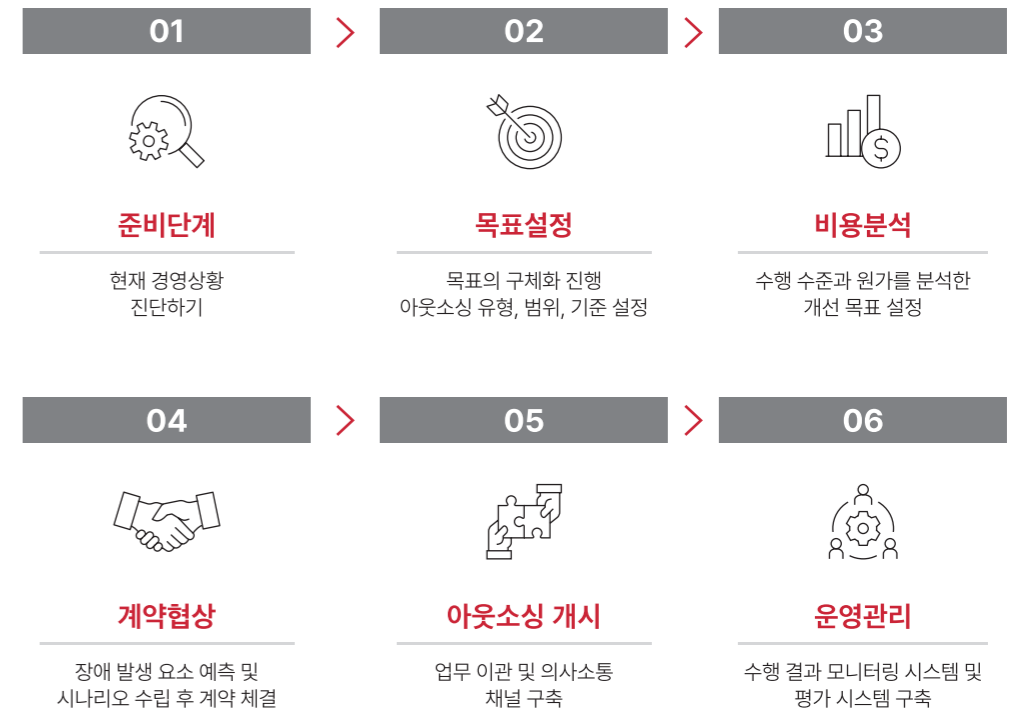 01
02
03
준비단계
목표설정
비용분석
현재 경영상황
진단하기
목표의 구체화 진행
아웃소싱 유형, 범위, 기준 설정
수행 수준과 원가를 분석한
개선 목표 설정
04
05
06
계약협상
아웃소싱 개시
운영관리
장애 발생 요소 예측 및
시나리오 수립 후 계약 체결
업무 이관 및 의사소통
채널 구축
수행 결과 모니터링 시스템 및
평가 시스템 구축